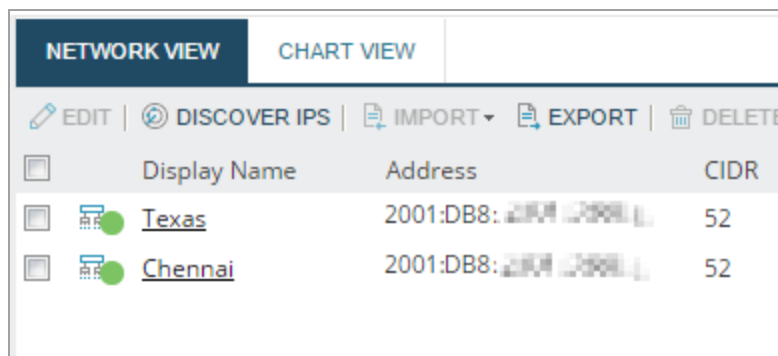 NETWORK VIEW CHART VIEW
EDIT | DISCOVER IPS | IMPORT EXPORT | DELETE
Display Name Address CIDR
Texas 2001:DB8: 52
Chennai 2001:DB8: 52